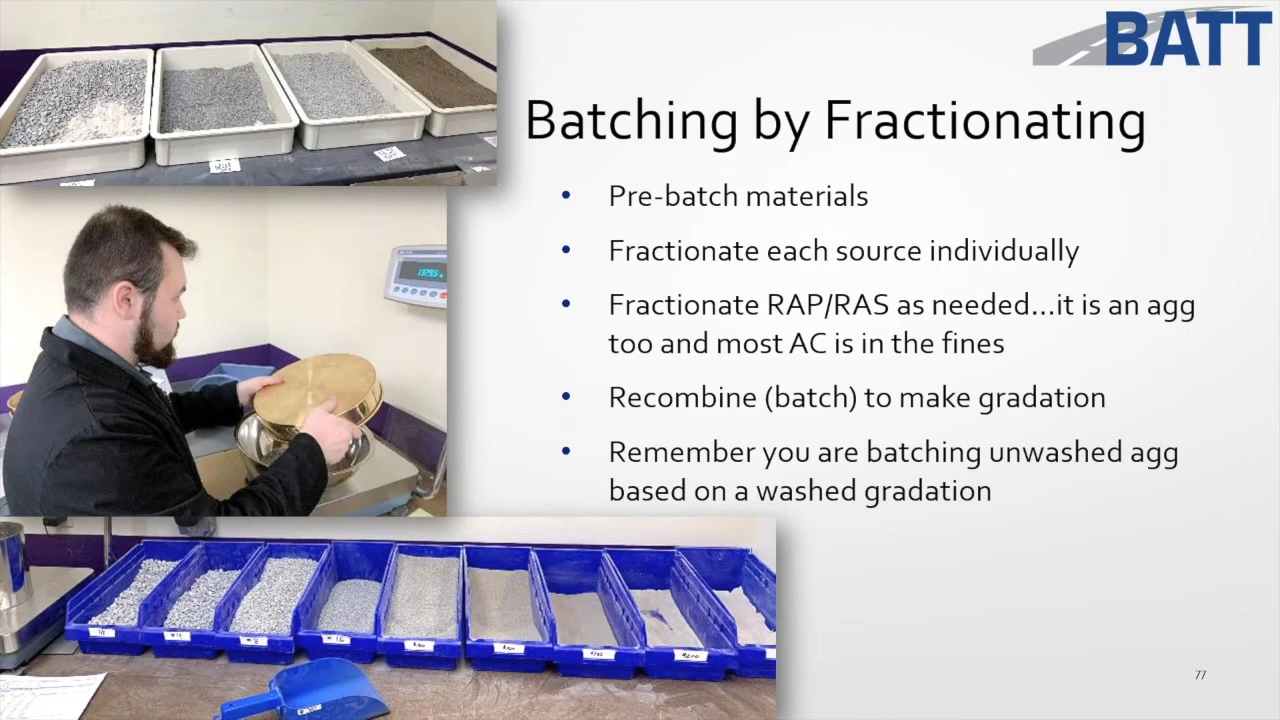 BATT
Batching by Fractionating
• Pre-batch materials
• Fractionate each source individually
• Fractionate RAP/RAS as needed...it is an agg
too and most AC is in the fines
• Recombine (batch) to make gradation
• Remember you are batching unwashed agg
based on a washed gradation
77